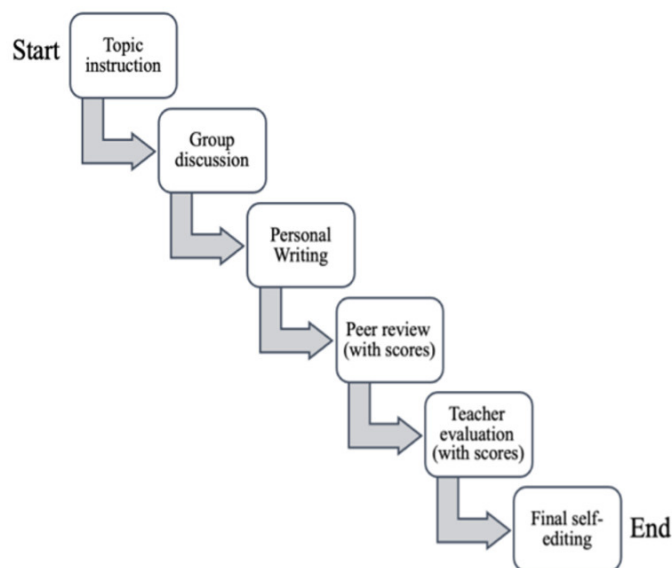 Start
Topic
instruction
Group
discussion
Personal
Writing
Peer review
(with scores)
Teacher
evaluation
(with scores)
Final self-
editing
End